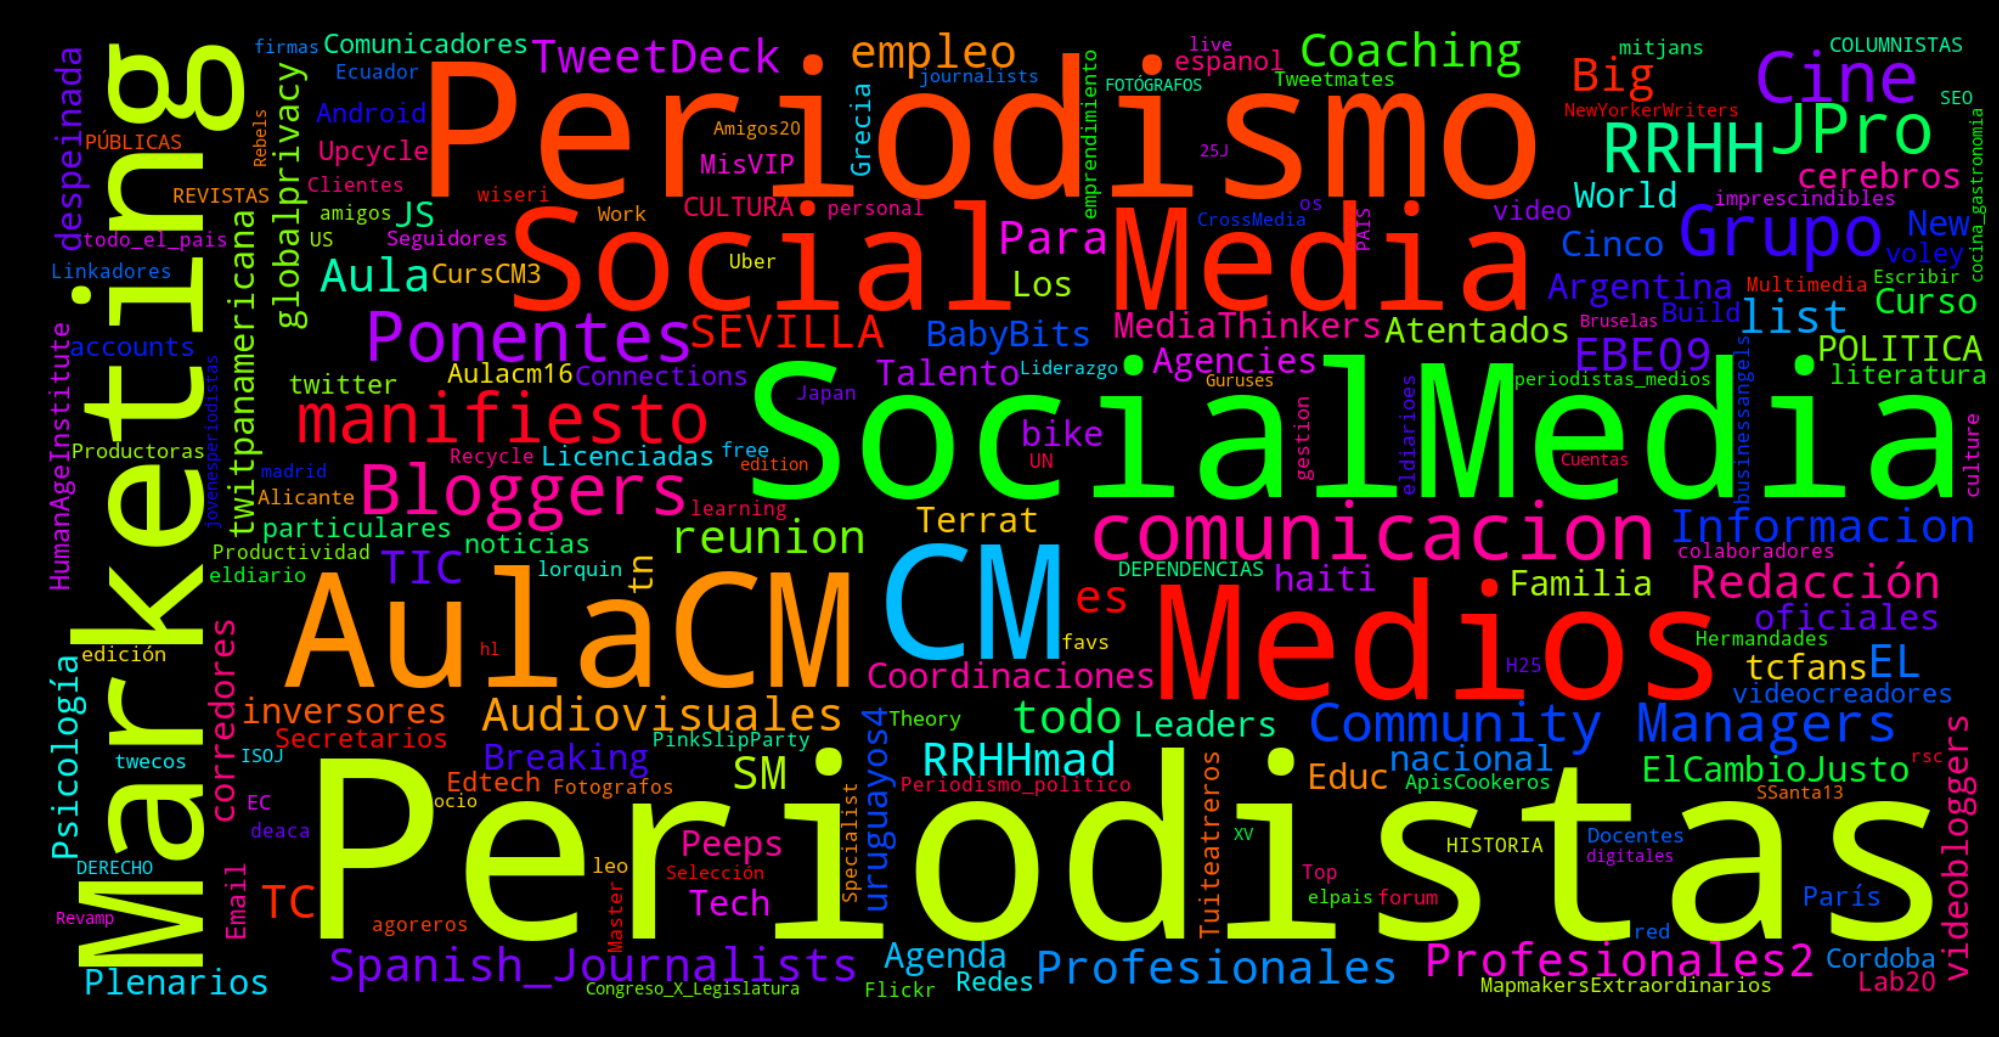 firmas
Comunicadores
TweetDeck
empleo
live
espanol
Coaching
mitjans
COLUMNISTAS
Ecuador
journalists
FOTÓGRAFOS
Tweetmates
Big
Cine
SEO
Marketing
despeinada
Android
Periodismo
Amigos20
Grecia
emprendimiento
NewYorkerWriters
JPro
PÚBLICAS
Rebels
globalprivacy
Upcycle
MisVIP
25J
RRHH
cerebros
cocina_gastronomia
REVISTAS
Clientes
wiseri
World
imprescindibles
amigos
JS
Work
CULTURA
personal
CrossMedia
os
PAIS
video
Grupo
New
todo_el_pais
US
Seguidores
Social Media
Para
Cinco
voley
Linkadores
twitpanamericana
Aula
CursCM3
Uber
Los
Argentina
Multimedia
Escribir
Curso
HumanAgeInstitute
accounts
Ponentes
SEVILLA
BabyBits
MediaThinkers
Atentados
Bruselas
Build
list
jovenesperiodistas
twitter
Aulacm16
Connections
Talento
Liderazgo
Agencies
EBE09
POLITICA
manifiesto
Japan
Guruses
periodistas_medios
businessangels
literatura
SocialMedia
Productoras
Recycle
Licenciadas
free
bike
gestion
eldiarioes
culture
madrid
edition
UN
Cuentas
Alicante
Bloggers
learning
particulares
noticias
reunion
Terrat
comunicacion
Informacion
Productividad
TIC
lorquin
tn
CM
DEPENDENCIAS
haiti
colaboradores
eldiario
AulaCM
es
Medios
Familia
Redacción
oficiales
edición
corredores
hl
favs
H25
Hermandades
Psicología
Coordinaciones
tcfans
EL
inversores
Audiovisuales
uruguayos4
Theory
todo
Leaders
Community Managers
videocreadores
videobloggers
Secretarios
twecos
ISOJ
Breaking
PinkSlipParty
RRHHmad
Tuiteatreros
nacional
ElCambioJusto
rsc
Edtech
Fotografos
SM
Specialist
Periodismo_politico
Educ
ApisCookeros
SSanta13
EC
ocio
Periodistas
deaca
Peeps
XV
HISTORIA
Docentes
digitales
DERECHO
leo
Selección
Top
Email
TC
Master
Tech
elpais
forum
París
Revamp
agoreros
red
Plenarios
Spanish_Journalists
Agenda
Profesionales
Profesionales2
Cordoba
Congreso_X_Legislatura
Flickr
Redes
MapmakersExtraordinarios
Lab20